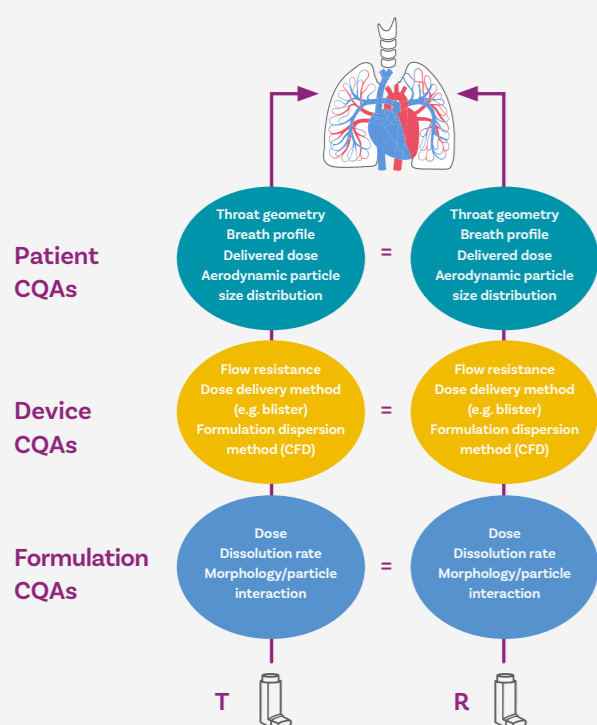 Patient
CQAs
Throat geometry
Breath profile
Delivered dose
Aerodynamic particle
size distribution
=
Throat geometry
Breath profile
Delivered dose
Aerodynamic particle
size distribution
Device
CQAs
Flow resistance
Dose delivery method
(e.g. blister)
Formulation dispersion
method (CFD)
=
Flow resistance
Dose delivery method
(e.g. blister)
Formulation dispersion
method (CFD)
Formulation
CQAs
Dose
Dissolution rate
Morphology/particle
interaction
=
Dose
Dissolution rate
Morphology/particle
interaction
T
R